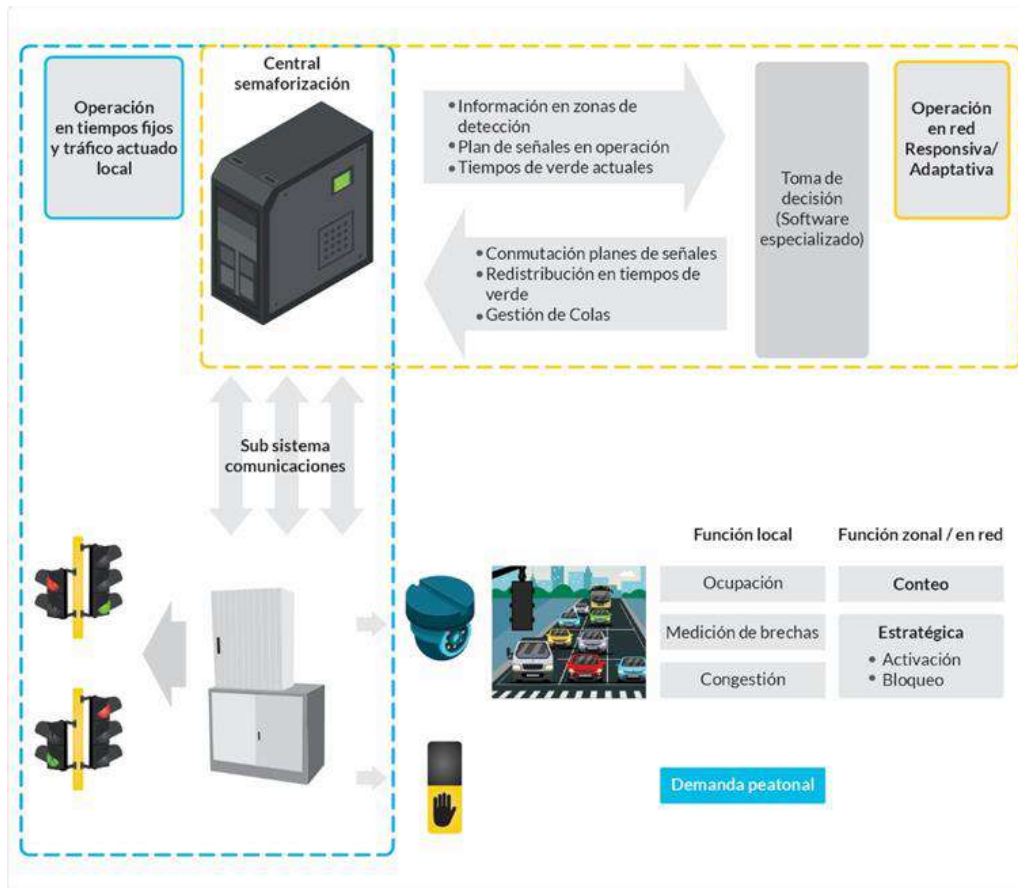 Operación
en tiempos fijos
y tráfico actuado
local
Central
semaforización
• Información en zonas de
detección
• Plan de señales en operación
• Tiempos de verde actuales
Toma de
decisión
(Software
especializado)
Operación
en red
Responsiva/
Adaptativa
• Conmutación planes de señales
• Redistribución en tiempos de
verde
• Gestión de Colas
Sub sistema
comunicaciones
Función local
Función zonal / en red
Ocupación
Conteo
Medición de brechas
Estratégica
• Activación
• Bloqueo
Congestión
Demanda peatonal